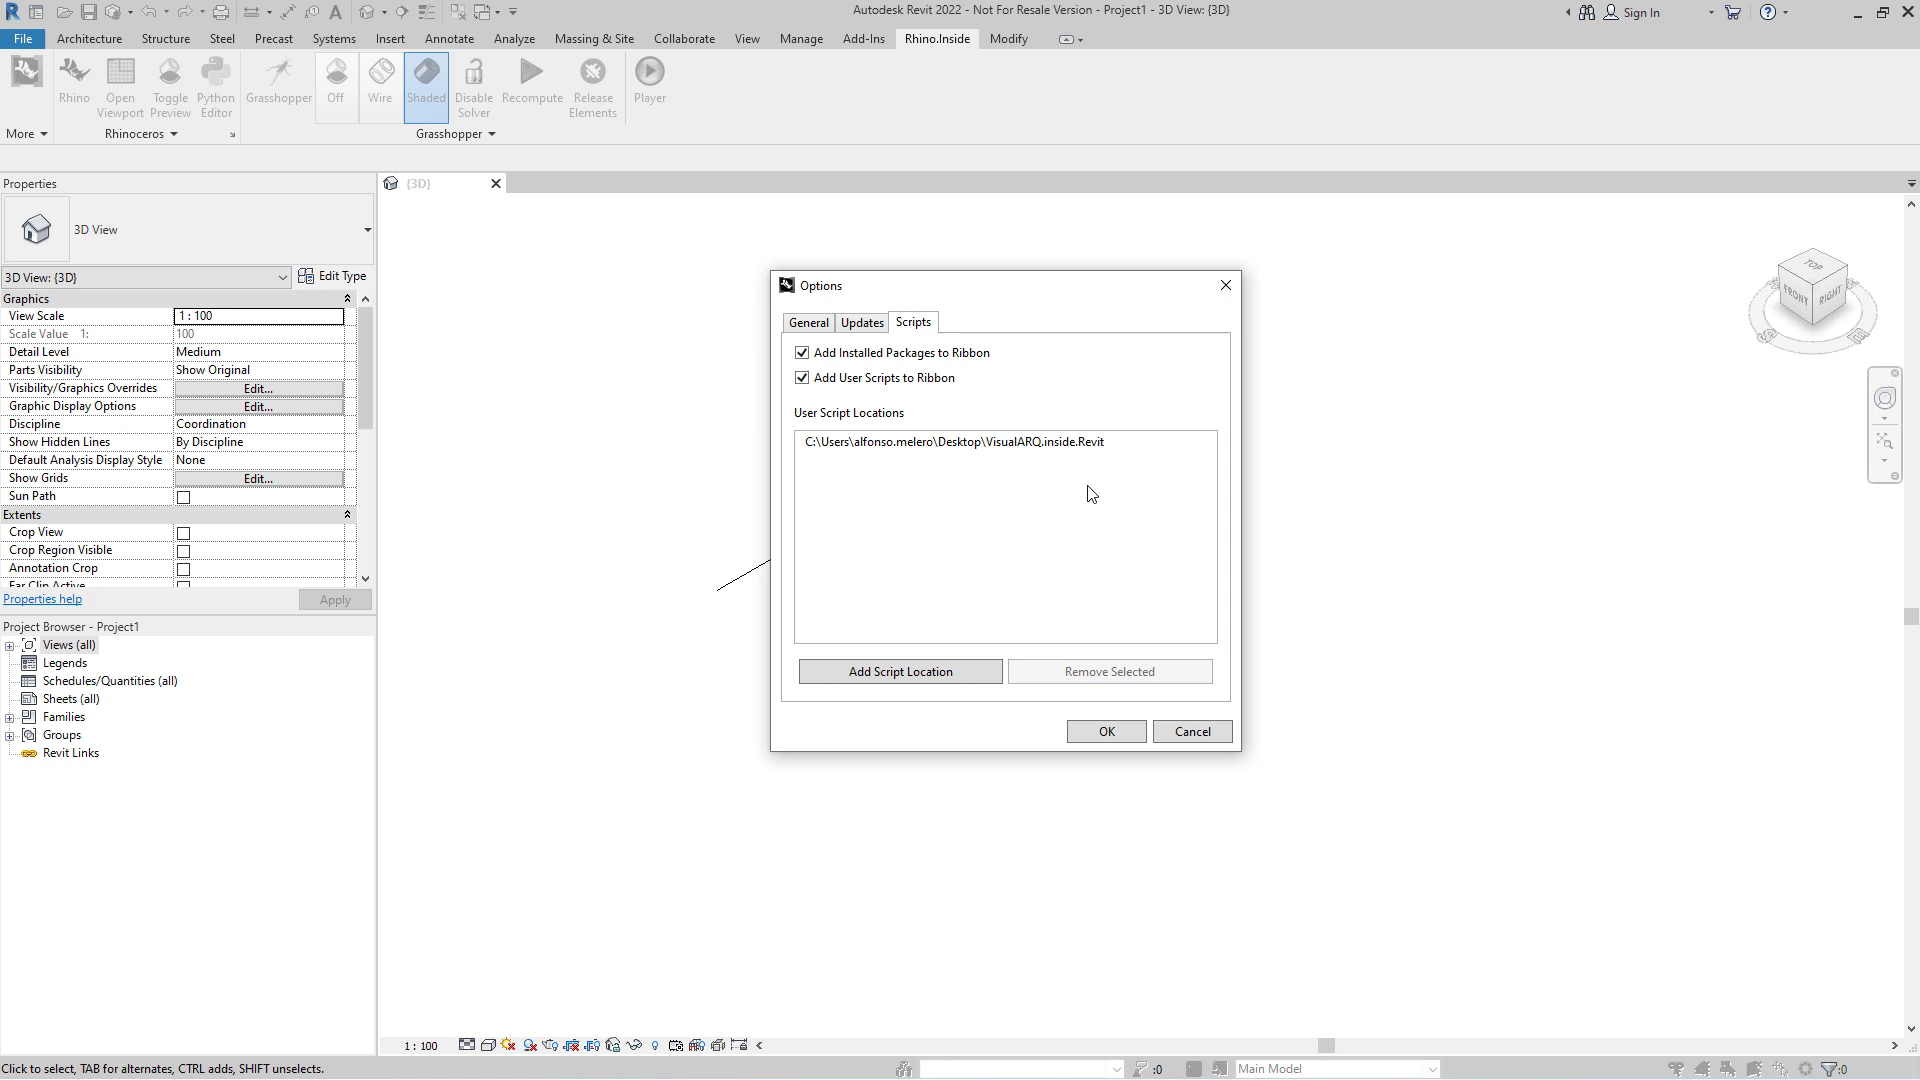 Autodesk Revit 2022 - Not For Resale Version - Project1 - 3D View: {3D}
Sign In
File Architecture Structure Steel Precast Systems Insert Annotate Analyze Massing & Site Collaborate View Manage Add-Ins Rhino.Inside Modify
Rhino Open Viewport Toggle Preview Python Editor Grasshopper Off Wire Shaded Disable Solver Recompute Release Elements Player
More Rhinoceros Grasshopper
Properties
{3D}
3D View
3D View: {3D} Edit Type
Graphics
View Scale 1 : 100
Scale Value 1: 100
Detail Level Medium
Parts Visibility Show Original
Visibility/Graphics Overrides Edit...
Graphic Display Options Edit...
Discipline Coordination
Show Hidden Lines By Discipline
Default Analysis Display Style None
Show Grids Edit...
Sun Path
Extents
Crop View
Crop Region Visible
Annotation Crop
Far Clip Active
Properties help Apply
Project Browser - Project1
Views (all)
Legends
Schedules/Quantities (all)
Sheets (all)
Families
Groups
Revit Links
Options
General Updates Scripts
Add Installed Packages to Ribbon
Add User Scripts to Ribbon
User Script Locations
C:\Users\alfonso.melero\Desktop\VisualARQ.inside.Revit
Add Script Location Remove Selected
OK Cancel
TOP
FRONT RIGHT
S E
1 : 100
Click to select, TAB for alternates, CTRL adds, SHIFT unselects.
:0
Main Model
:0